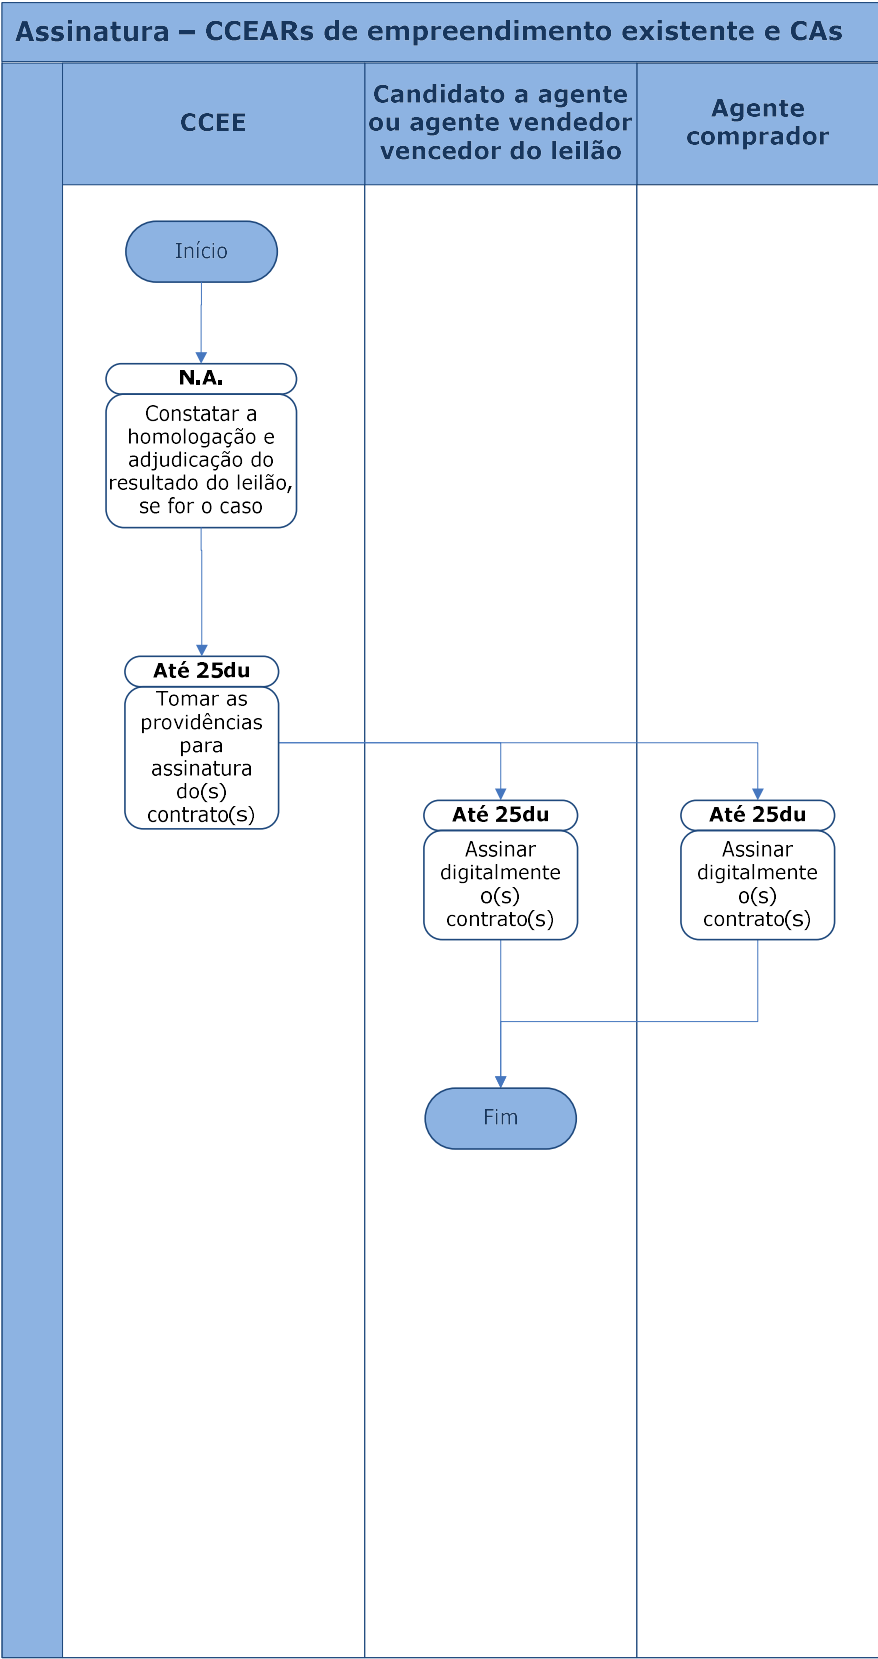 Assinatura – CCEARs de empreendimento existente e CAs
CCEE
Candidato a agente
ou agente vendedor
vencedor do leilão
Agente
comprador
Início
N.A.
Constatar a
homologação e
adjudicação do
resultado do leilão,
se for o caso
Até 25du
Tomar as
providências
para
assinatura
do(s)
contrato(s)
Até 25du
Assinar
digitalmente
o(s)
contrato(s)
Até 25du
Assinar
digitalmente
o(s)
contrato(s)
Fim